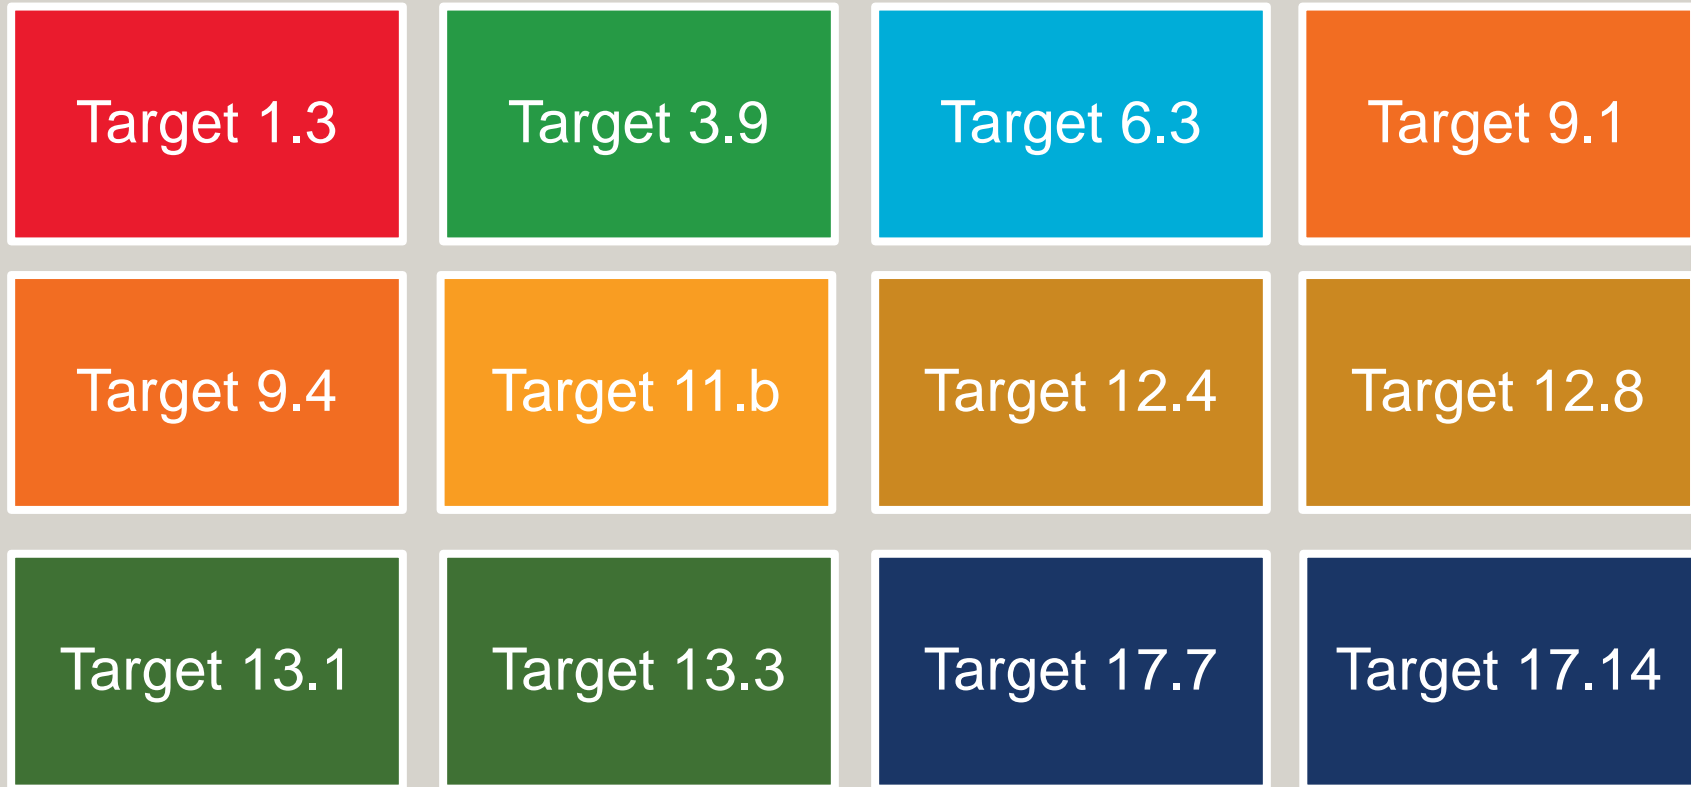 Target 1.3
Target 3.9
Target 6.3
Target 9.1
Target 9.4
Target 11.b
Target 12.4
Target 12.8
Target 13.1
Target 13.3
Target 17.7
Target 17.14